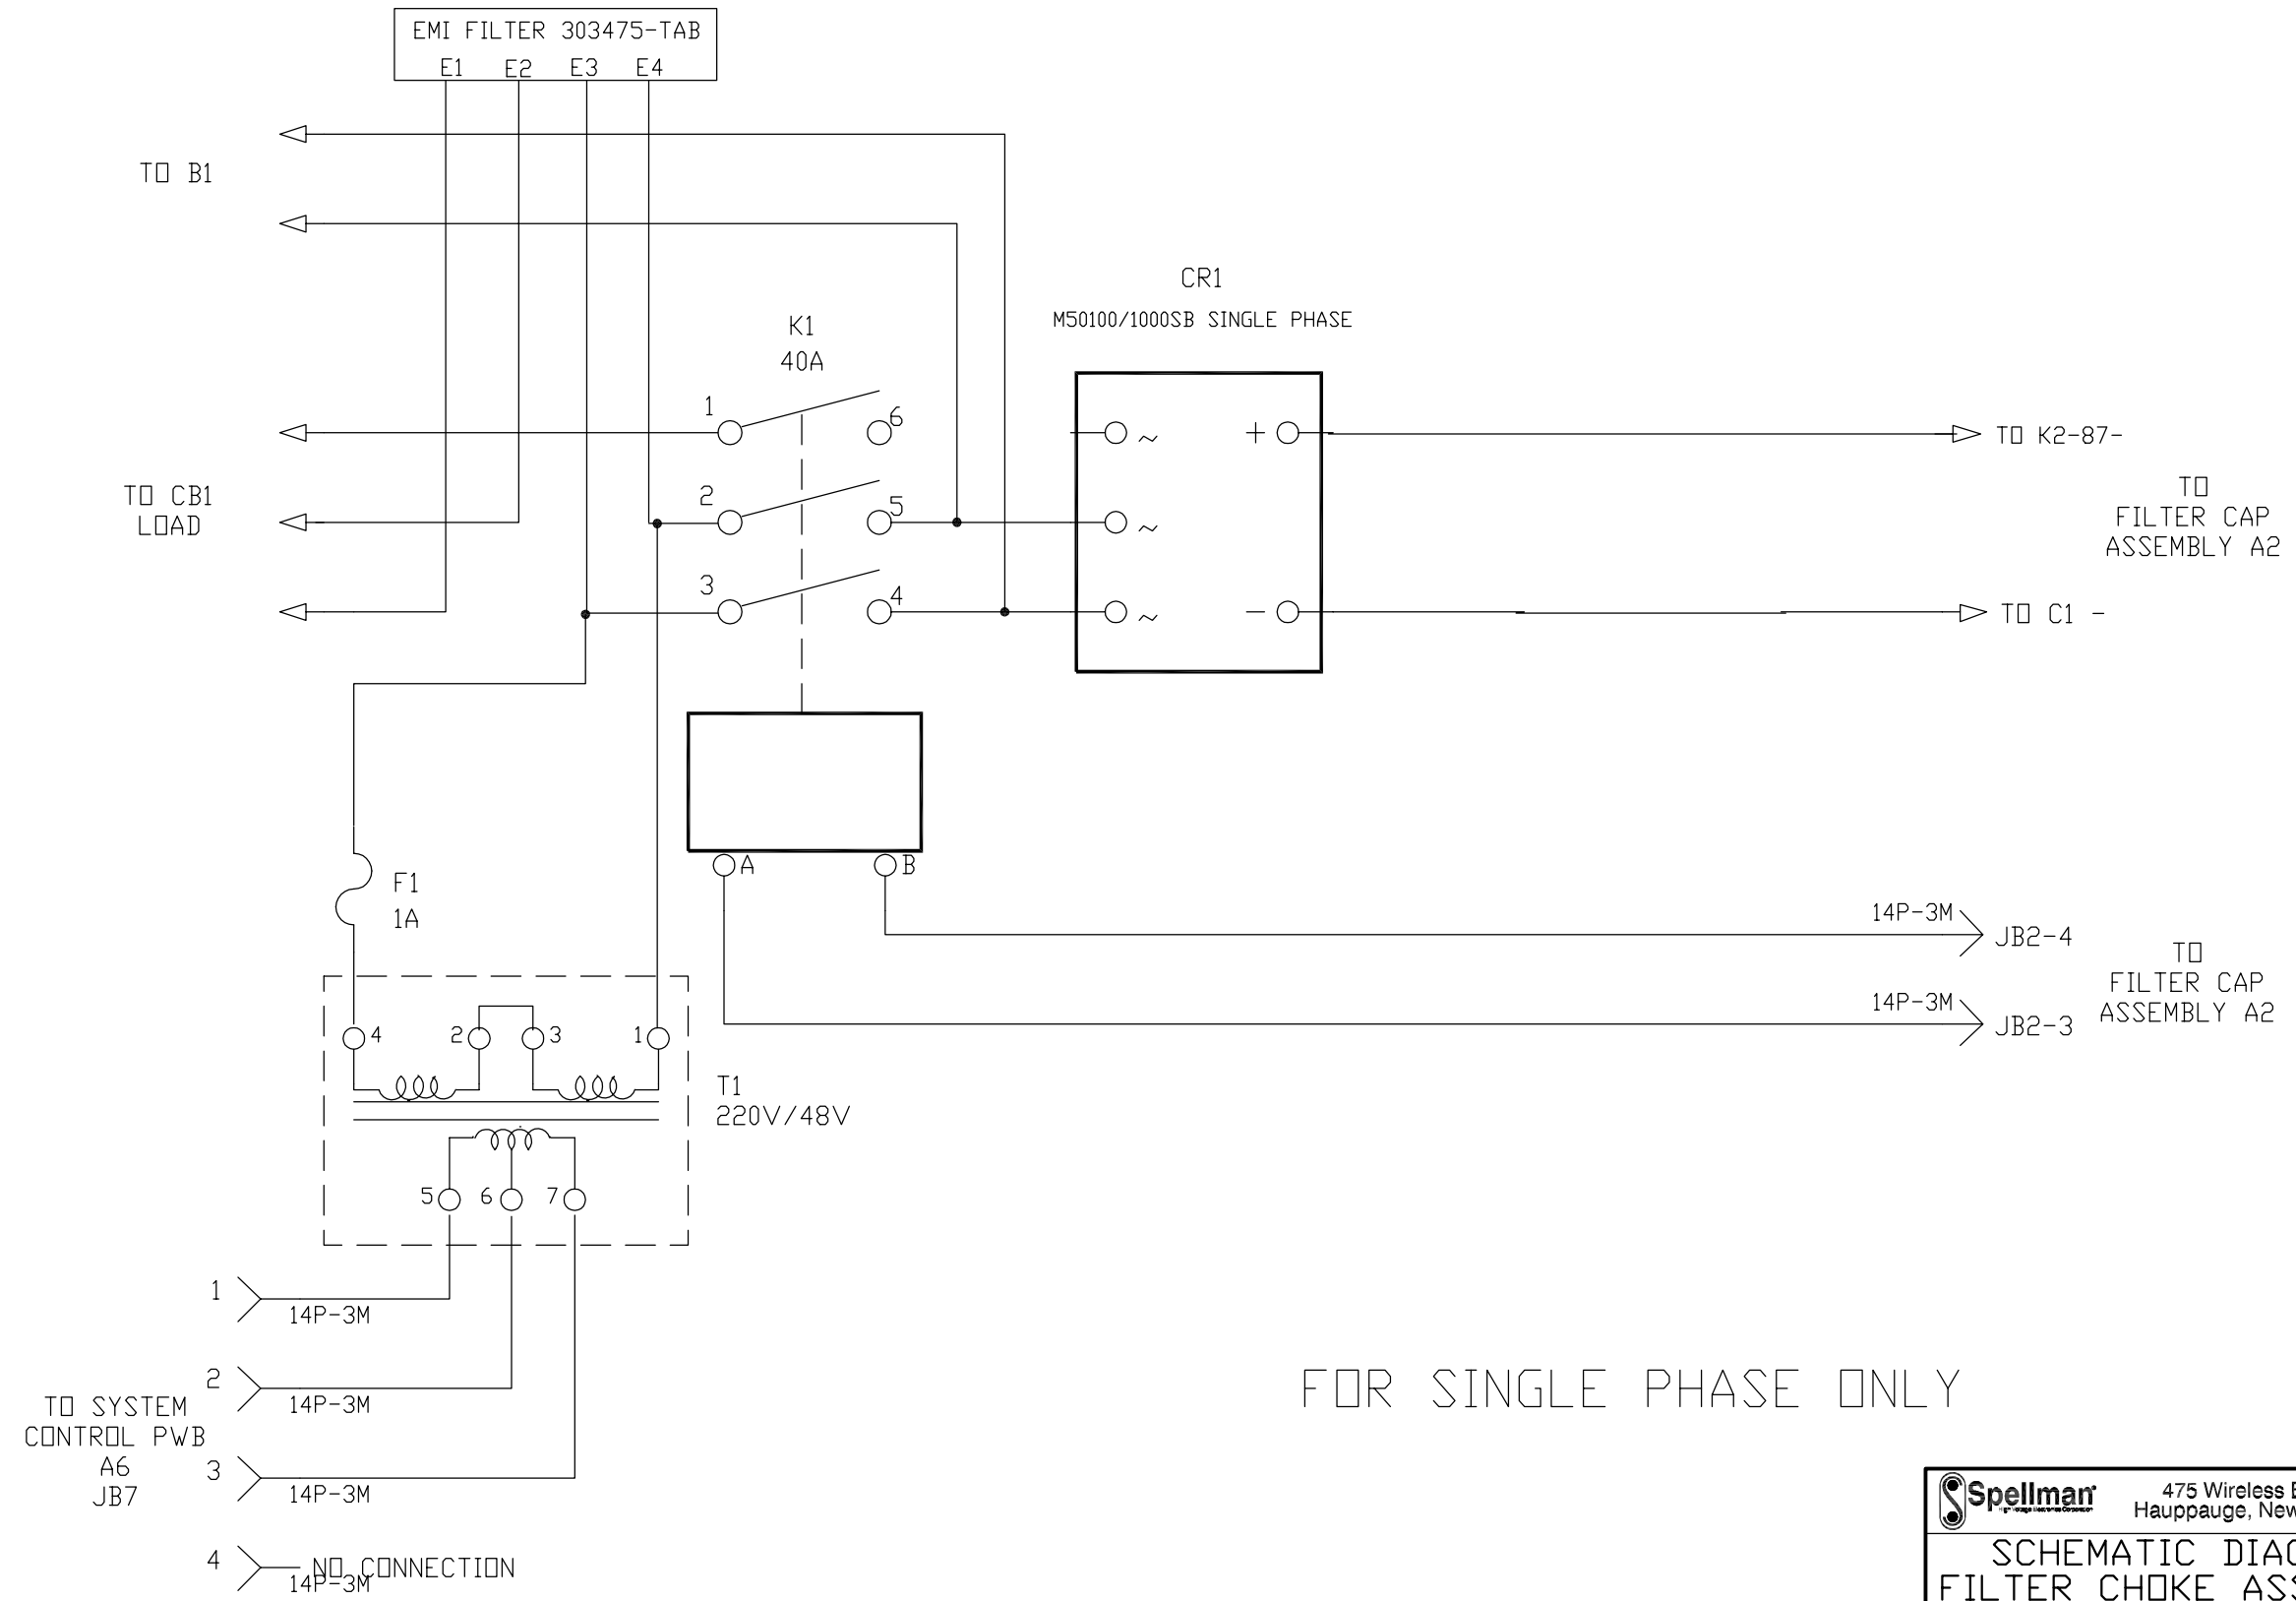 EMI FILTER 303475-TAB
E1 E2 E3 E4
TO B1
CR1
M50100/1000SB SINGLE PHASE
K1
40A
1
6
~
+
TO K2-87-
2
5
~
TO CB1
LOAD
TO
FILTER CAP
ASSEMBLY A2
3
4
~
-
TO C1 -
A
B
F1
1A
14P-3M
JB2-4
14P-3M
JB2-3
TO
FILTER CAP
ASSEMBLY A2
4 2 3 1
T1
220V/48V
5 6 7
1
14P-3M
2
14P-3M
TO SYSTEM
CONTROL PWB
A6
JB7
3
14P-3M
4
NO CONNECTION
14P-3M
FOR SINGLE PHASE ONLY
Spellman
475 Wireless
Hauppauge, New
SCHEMATIC
FILTER CHOKE